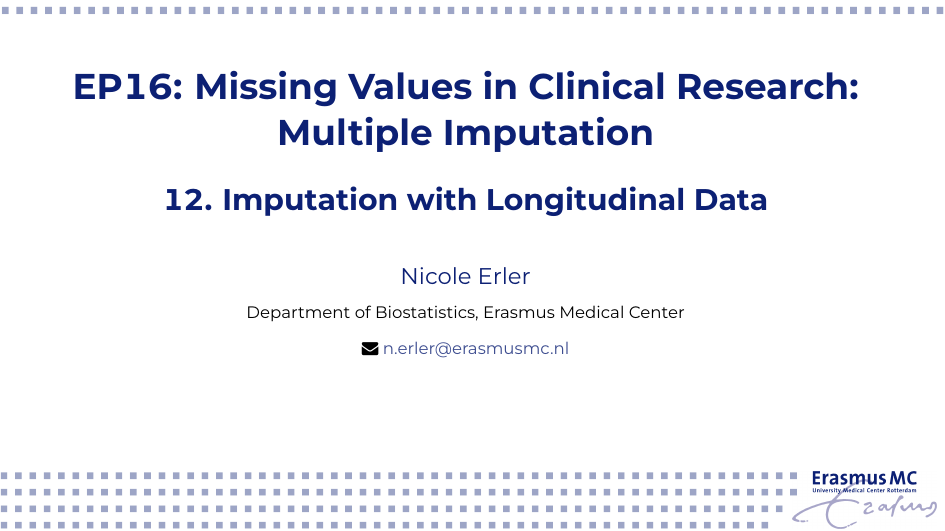 EP16: Missing Values in Clinical Research:
Multiple Imputation
12. Imputation with Longitudinal Data
Nicole Erler
Department of Biostatistics, Erasmus Medical Center
n.erler@erasmusmc.nl
Erasmus MC
University Medical Center Rotterdam
Erasmus